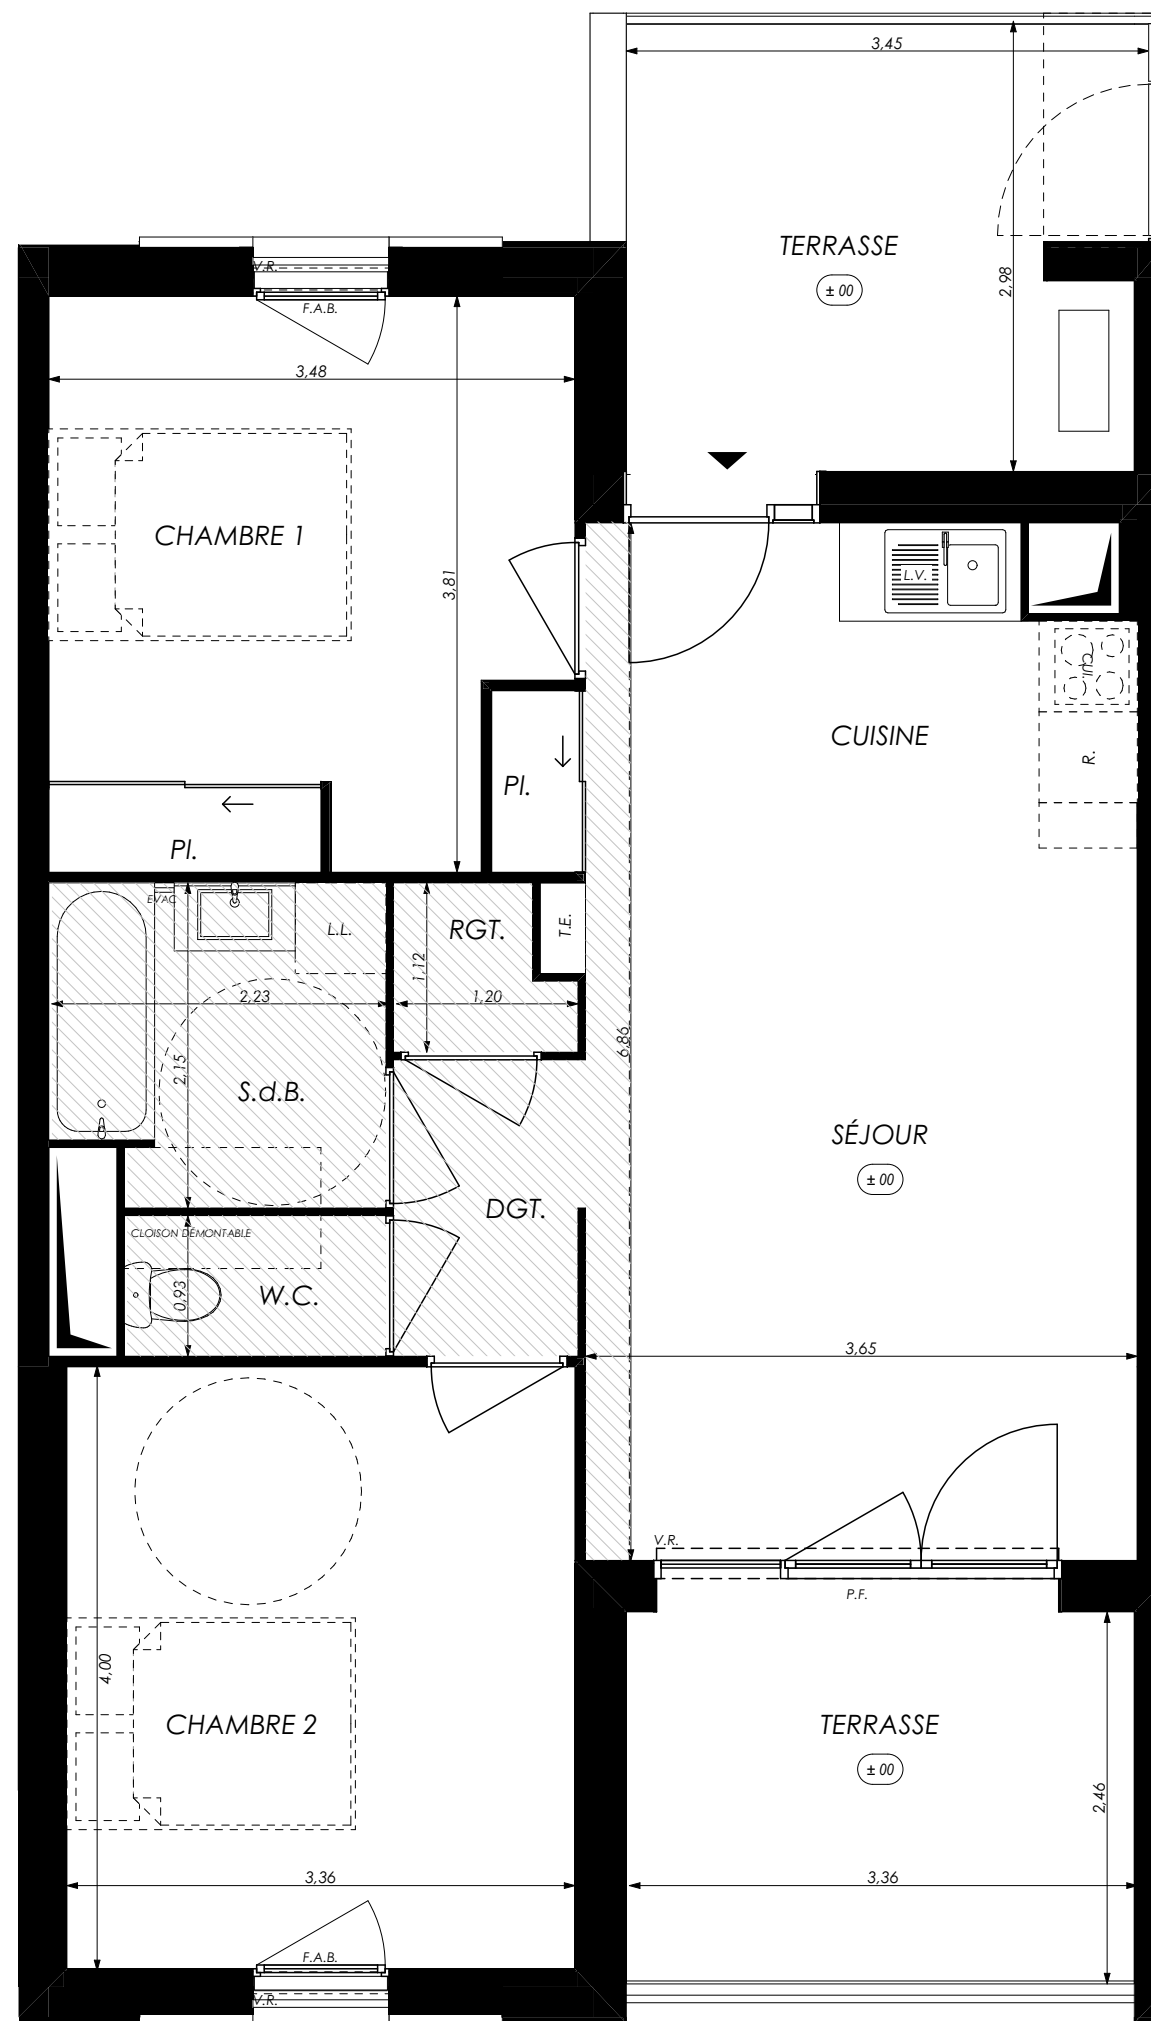 3,45
TERRASSE
± 00
2,98
V.R.
F.A.B.
3,48
CHAMBRE 1
3,81
L.V.
CUI.
CUISINE
R.
Pl.
Pl.
EVAC
L.L.
RGT.
T.E.
1,12
2,23
1,20
2,15
6,86
S.d.B.
SÉJOUR
± 00
DGT.
CLOISON DÉMONTABLE
W.C.
0,93
3,65
V.R.
P.F.
4,00
CHAMBRE 2
TERRASSE
± 00
2,46
3,36
3,36
F.A.B.
V.R.